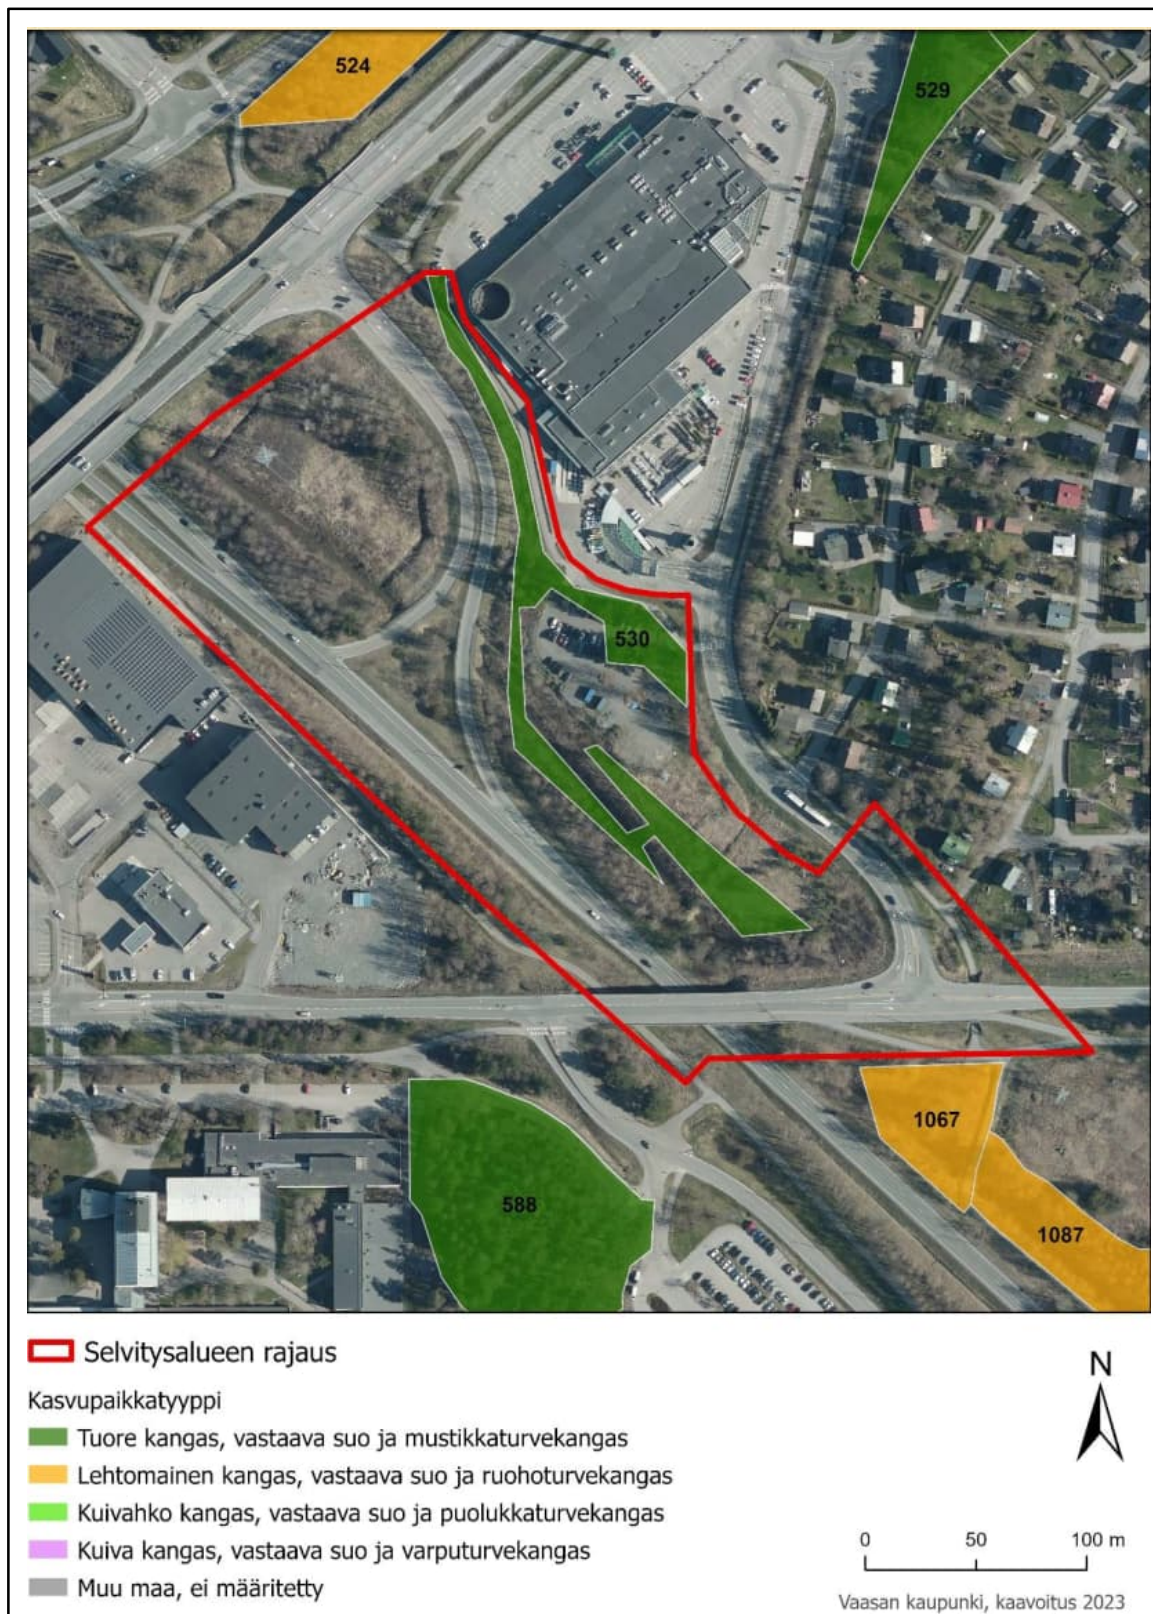 524
529
530
1067
588
1087
Selvitysalueen rajaus
N
Kasvupaikkatyyppi
Tuore kangas, vastaava suo ja mustikkaturvekangas
Lehtomainen kangas, vastaava suo ja ruohoturvekangas
Kuivahko kangas, vastaava suo ja puolukkaturvekangas
Kuiva kangas, vastaava suo ja varputurvekangas
Muu maa, ei määritetty
0 50 100 m
Vaasan kaupunki, kaavoitus 2023